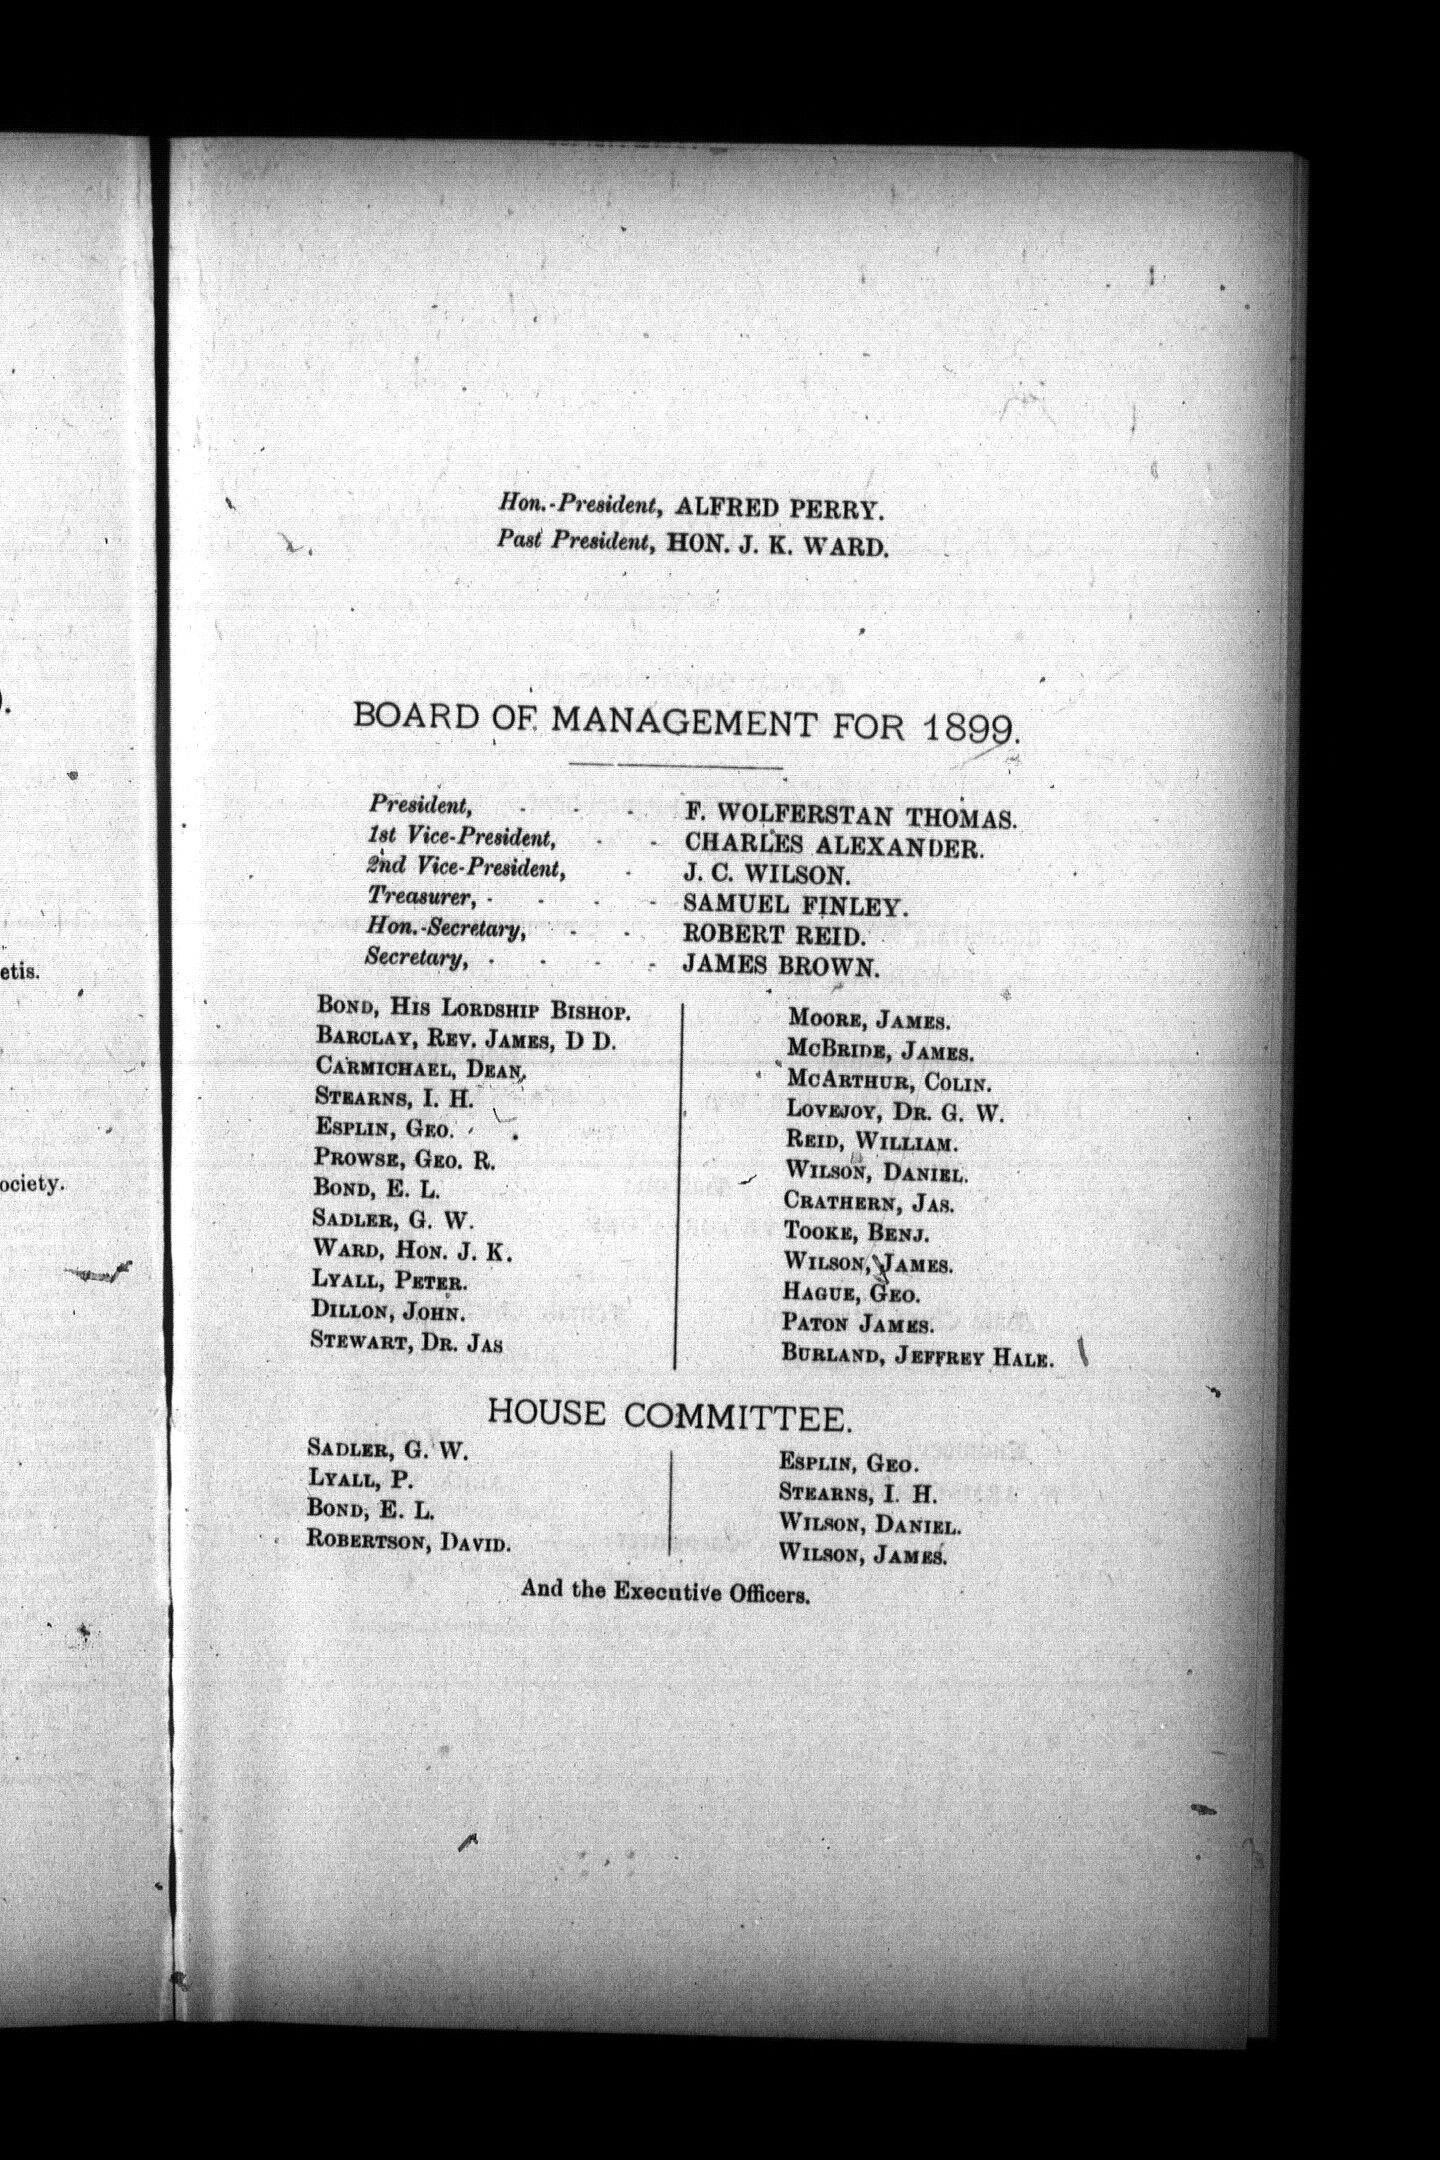 Hon.-President, ALFRED PERRY.
Past President, HON. J. K. WARD.
BOARD OF MANAGEMENT FOR 1899.
President, - - - F. WOLFERSTAN THOMAS.
1st Vice-President, - - CHARLES ALEXANDER.
2nd Vice-President, - J. C. WILSON.
Treasurer, - - - - SAMUEL FINLEY.
Hon.-Secretary, - - ROBERT REID.
Secretary, - - - - JAMES BROWN.
BOND, HIS LORDSHIP BISHOP.
BARCLAY, REV. JAMES, D D.
CARMICHAEL, DEAN.
STEARNS, I. H.
ESPLIN, GEO.
PROWSE, GEO. R.
BOND, E. L.
SADLER, G. W.
WARD, HON. J. K.
LYALL, PETER.
DILLON, JOHN.
STEWART, DR. JAS
MOORE, JAMES.
MCBRIDE, JAMES.
MCARTHUR, COLIN.
LOVEJOY, DR. G. W.
REID, WILLIAM.
WILSON, DANIEL.
CRATHERN, JAS.
TOOKE, BENJ.
WILSON, JAMES.
HAGUE, GEO.
PATON JAMES.
BURLAND, JEFFREY HALE.
HOUSE COMMITTEE.
SADLER, G. W.
LYALL, P.
BOND, E. L.
ROBERTSON, DAVID.
ESPLIN, GEO.
STEARNS, I. H.
WILSON, DANIEL.
WILSON, JAMES.
And the Executive Officers.